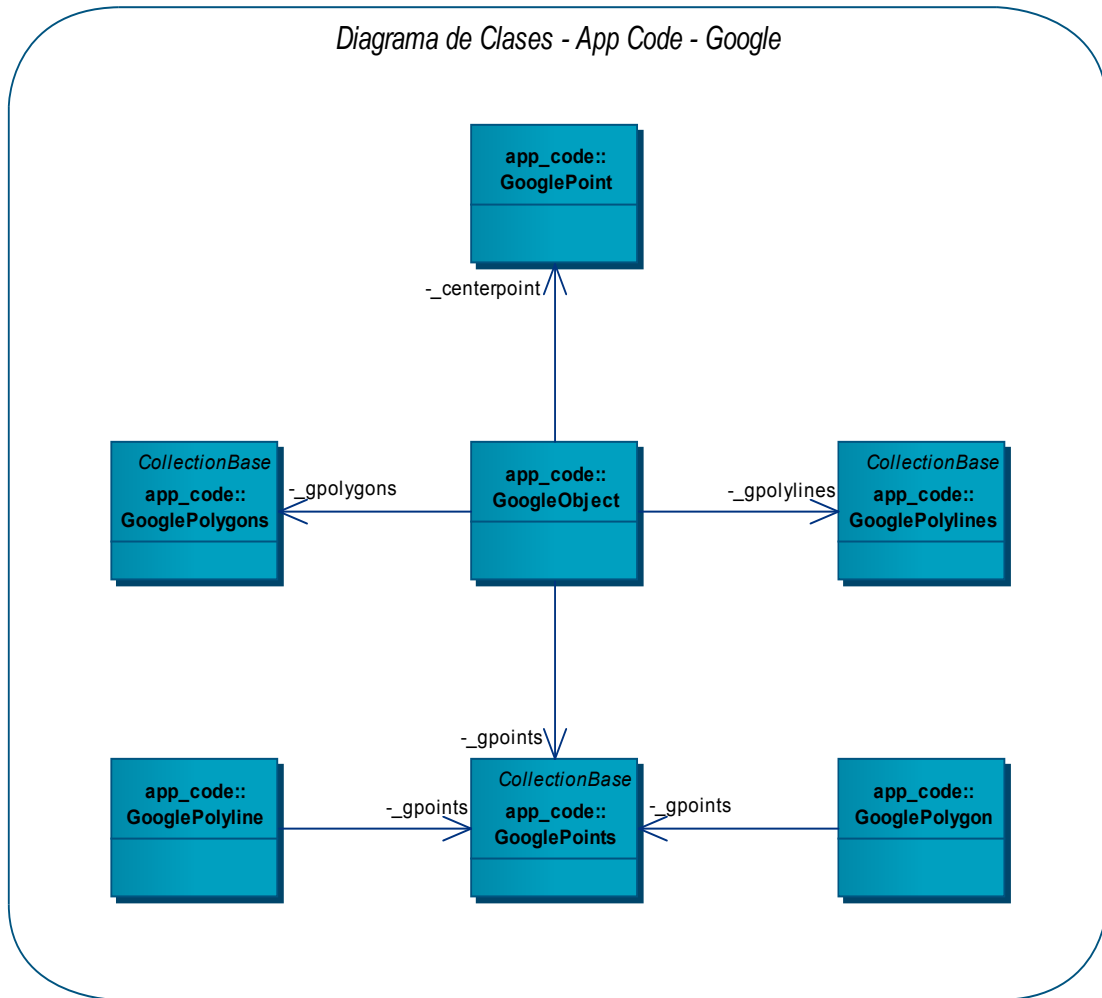 Diagrama de Clases - App Code - Google
app_code::
GooglePoint
-_centerpoint
CollectionBase
app_code::
GooglePolygons
-_gpolygons
app_code::
GoogleObject
-_gpolylines
CollectionBase
app_code::
GooglePolylines
-_gpoints
app_code::
GooglePolyline
-_gpoints
CollectionBase
app_code::
GooglePoints
-_gpoints
app_code::
GooglePolygon